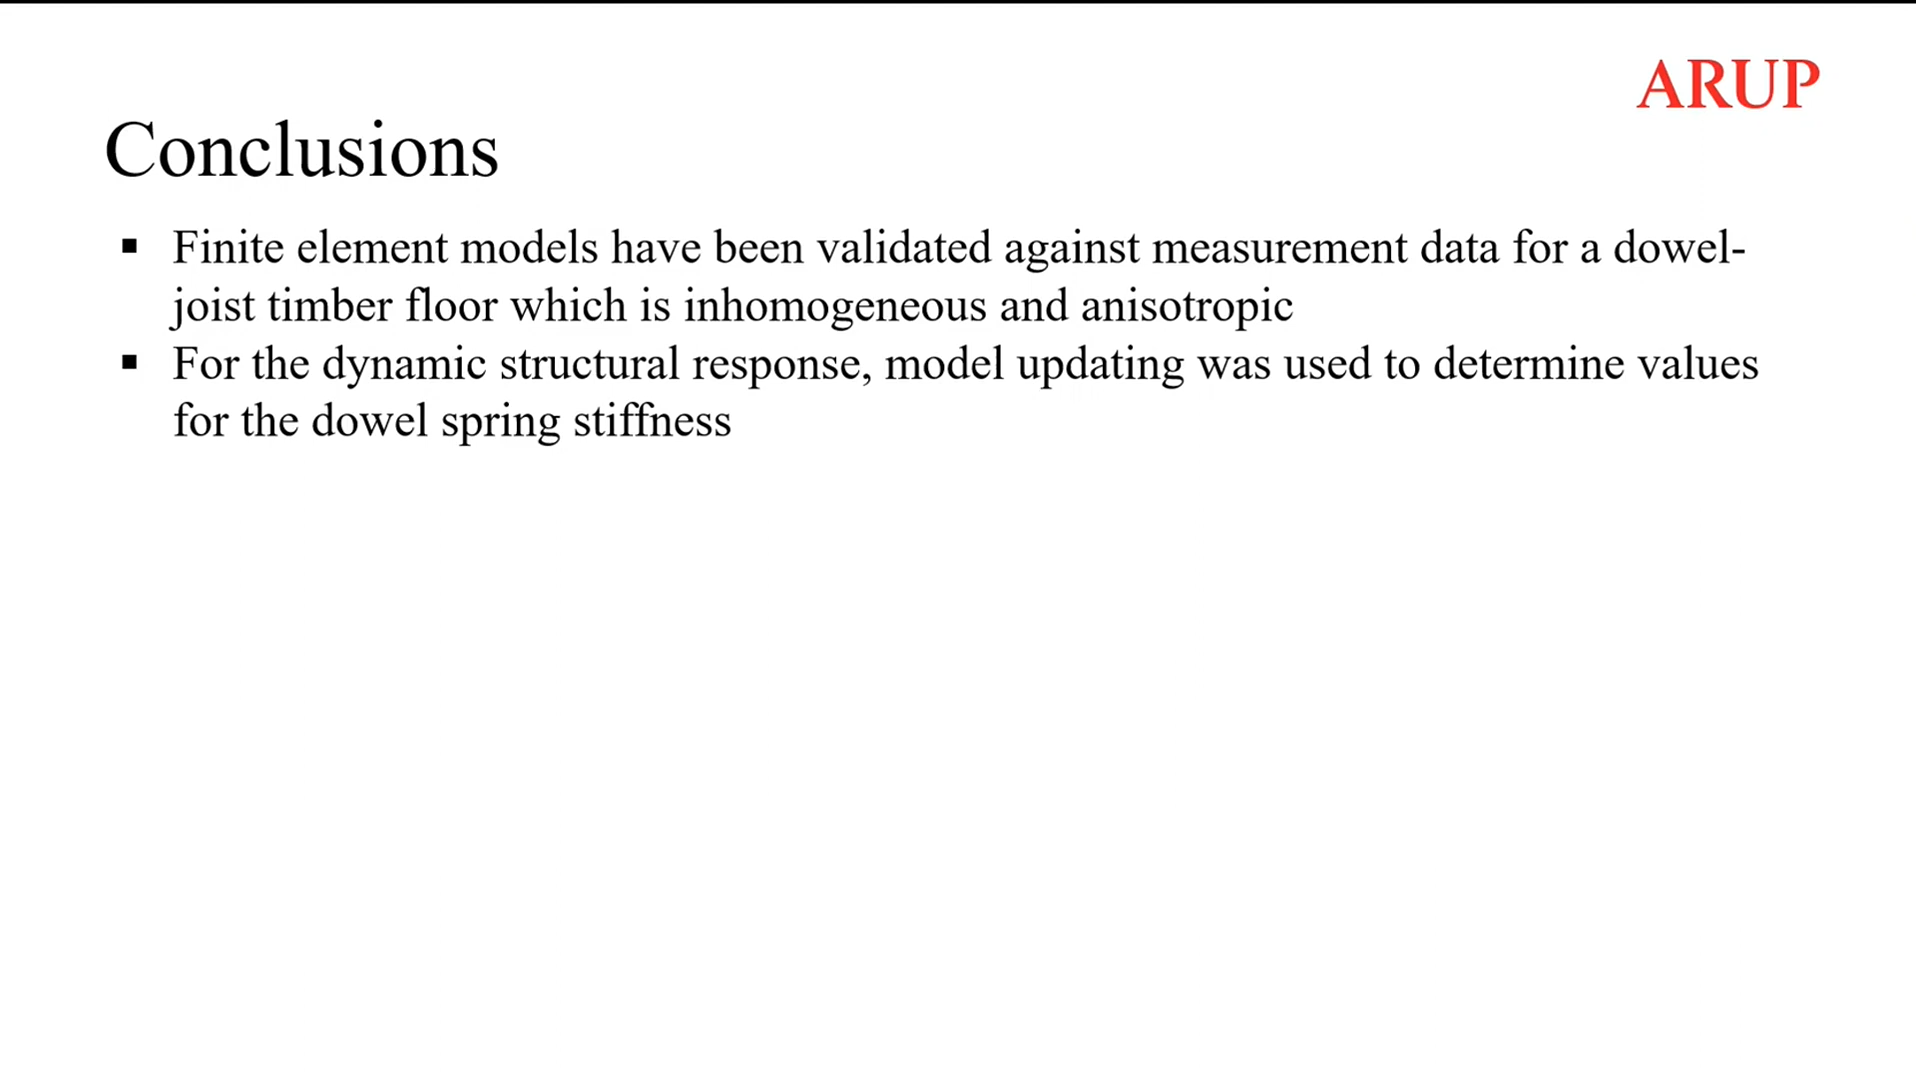 ARUP
Conclusions
▪ Finite element models have been validated against measurement data for a dowel-
joist timber floor which is inhomogeneous and anisotropic
▪ For the dynamic structural response, model updating was used to determine values
for the dowel spring stiffness